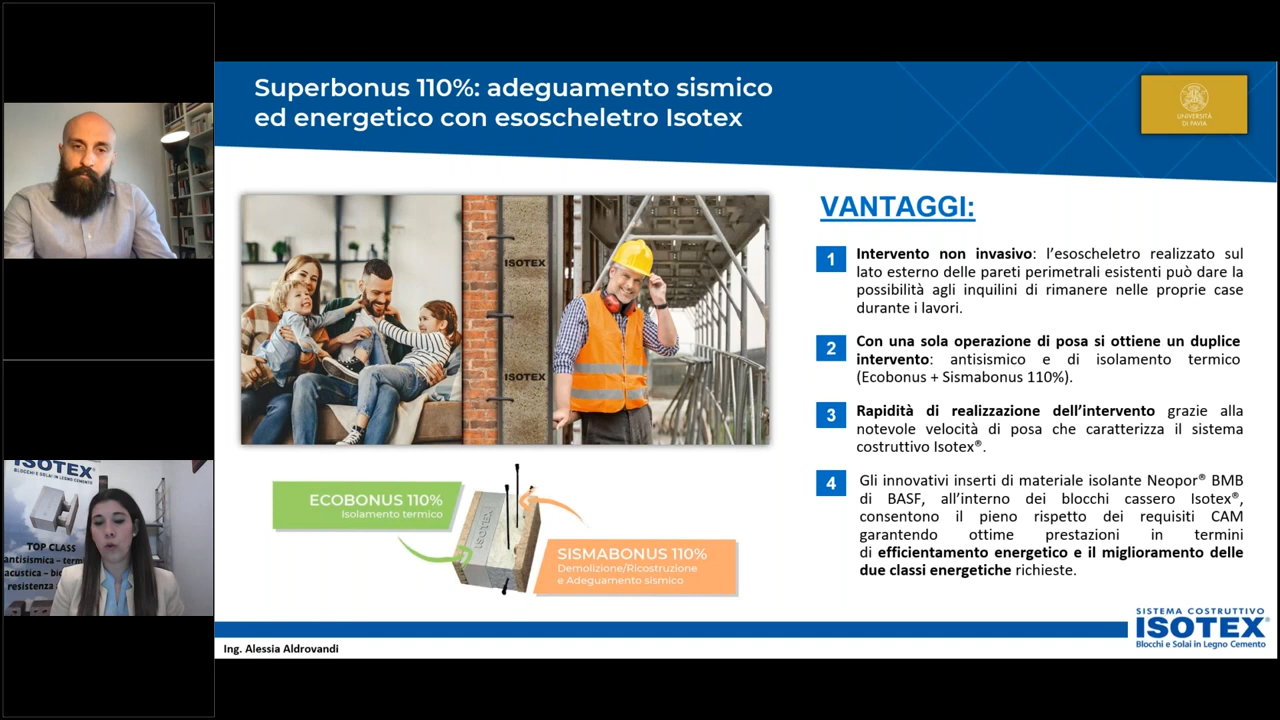 Superbonus 110%: adeguamento sismico
ed energetico con esoscheletro Isotex
UNIVERSITÀ
DI PAVIA
ISOTEX
ISOTEX
VANTAGGI:
1
Intervento non invasivo: l'esoscheletro realizzato sul
lato esterno delle pareti perimetrali esistenti può dare la
possibilità agli inquilini di rimanere nelle proprie case
durante i lavori.
2
Con una sola operazione di posa si ottiene un duplice
intervento: antisismico e di isolamento termico
(Ecobonus + Sismabonus 110%).
3
Rapidità di realizzazione dell'intervento grazie alla
notevole velocità di posa che caratterizza il sistema
costruttivo Isotex®.
4
Gli innovativi inserti di materiale isolante Neopor® BMB
di BASF, all'interno dei blocchi cassero Isotex®,
consentono il pieno rispetto dei requisiti CAM
garantendo ottime prestazioni in termini
di efficientamento energetico e il miglioramento delle
due classi energetiche richieste.
ECOBONUS 110%
Isolamento termico
ISOTEX
SISMABONUS 110%
Demolizione/Ricostruzione
e Adeguamento sismico
ISOTEX
BLOCCHI E SOLAI IN LEGNO CEMENTO
TOP CLASS
antisismica – term
acustica – bi
resistenza
SISTEMA COSTRUTTIVO
ISOTEX®
Blocchi e Solai in Legno Cemento
Ing. Alessia Aldrovandi